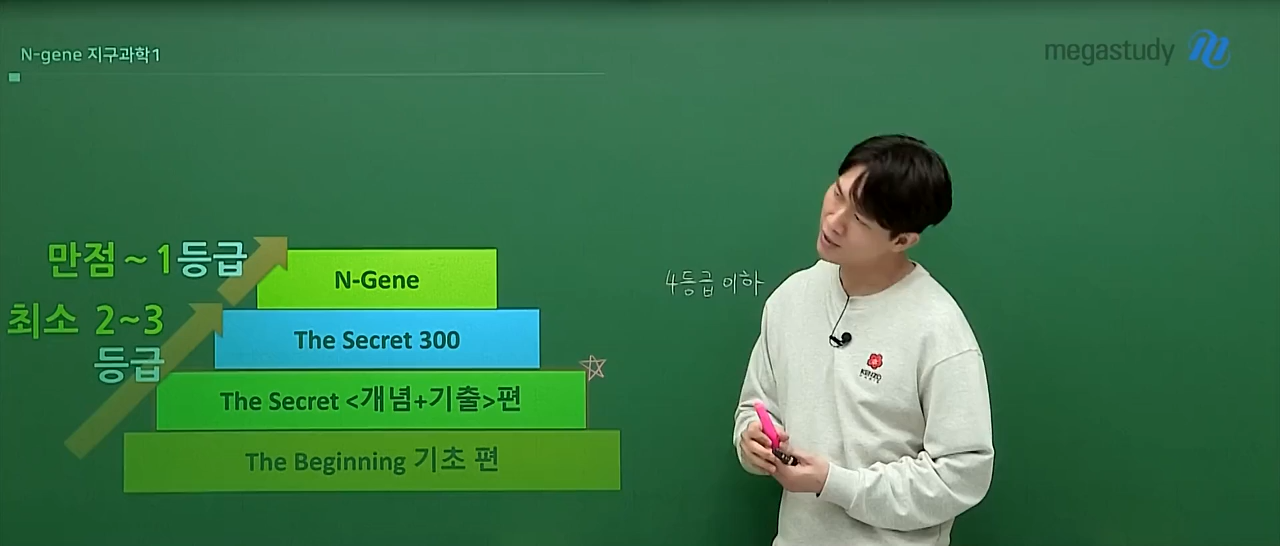 N-gene 지구과학1
megastudy
만점 ~ 1등급
최소 2~3
등급
N-Gene
The Secret 300
The Secret <개념+기출>편
The Beginning 기초 편
4등급 이하
KENZO